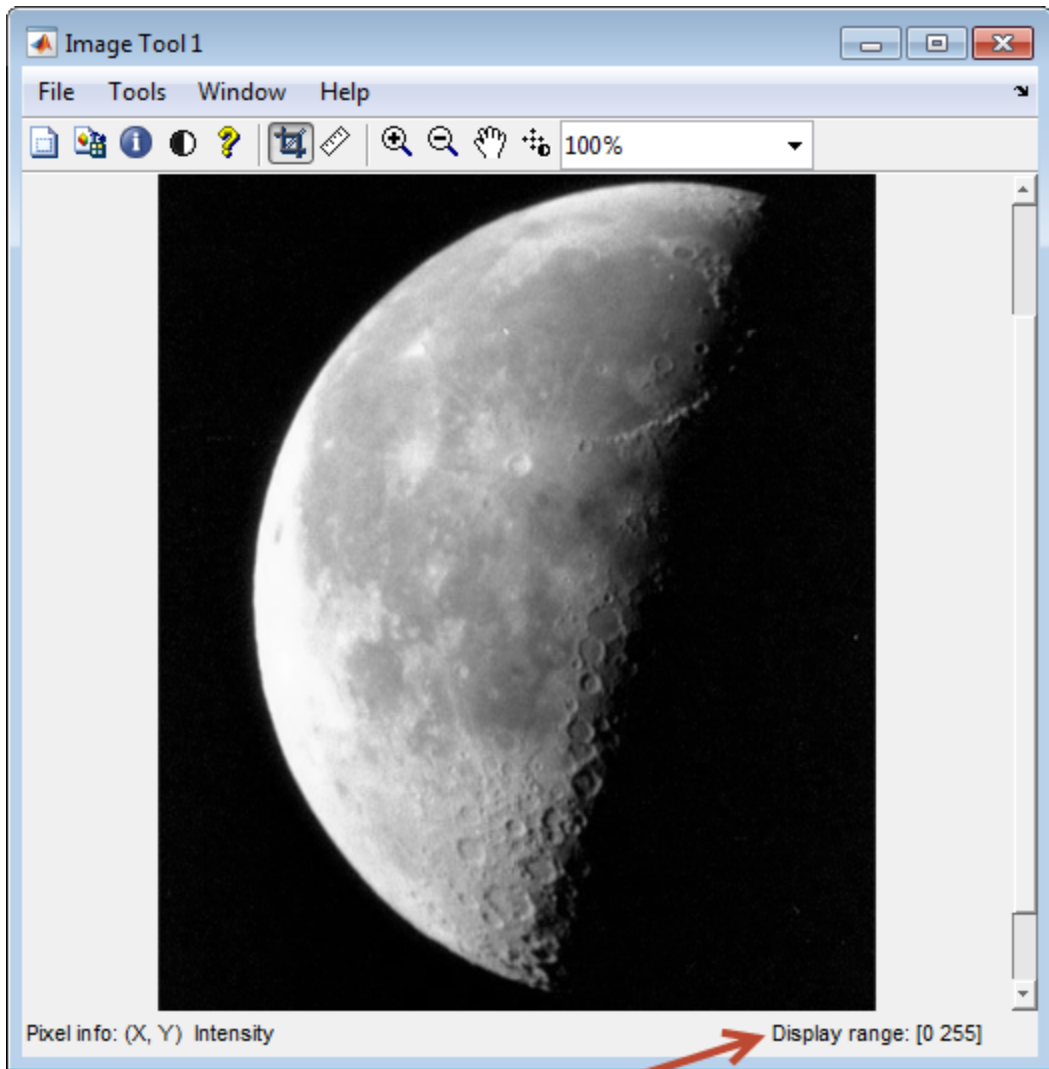 Image Tool 1
File Tools Window Help
100%
Pixel info: (X, Y) Intensity
Display range: [0 255]